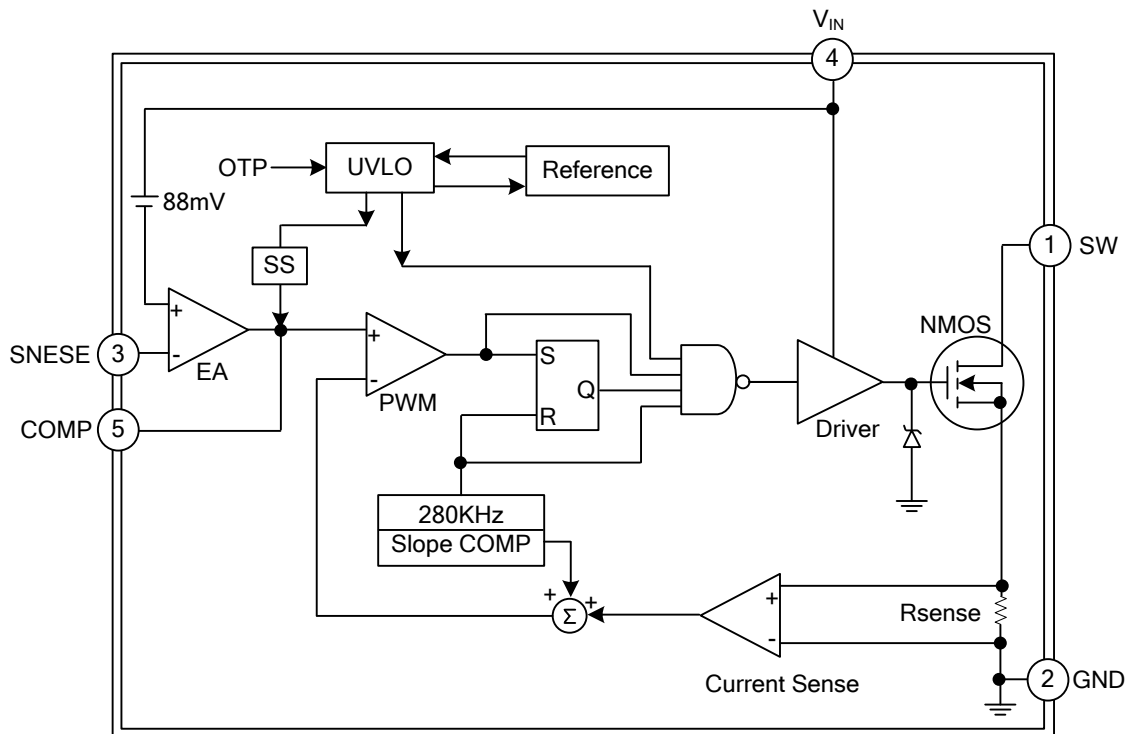 VIN
4
OTP
UVLO
Reference
88mV
SS
1
SW
NMOS
+
-
EA
SNESE
3
COMP
5
+
-
PWM
S
R
Q
Driver
280KHz
Slope COMP
+
+
Σ
+
-
Rsense
Current Sense
2
GND